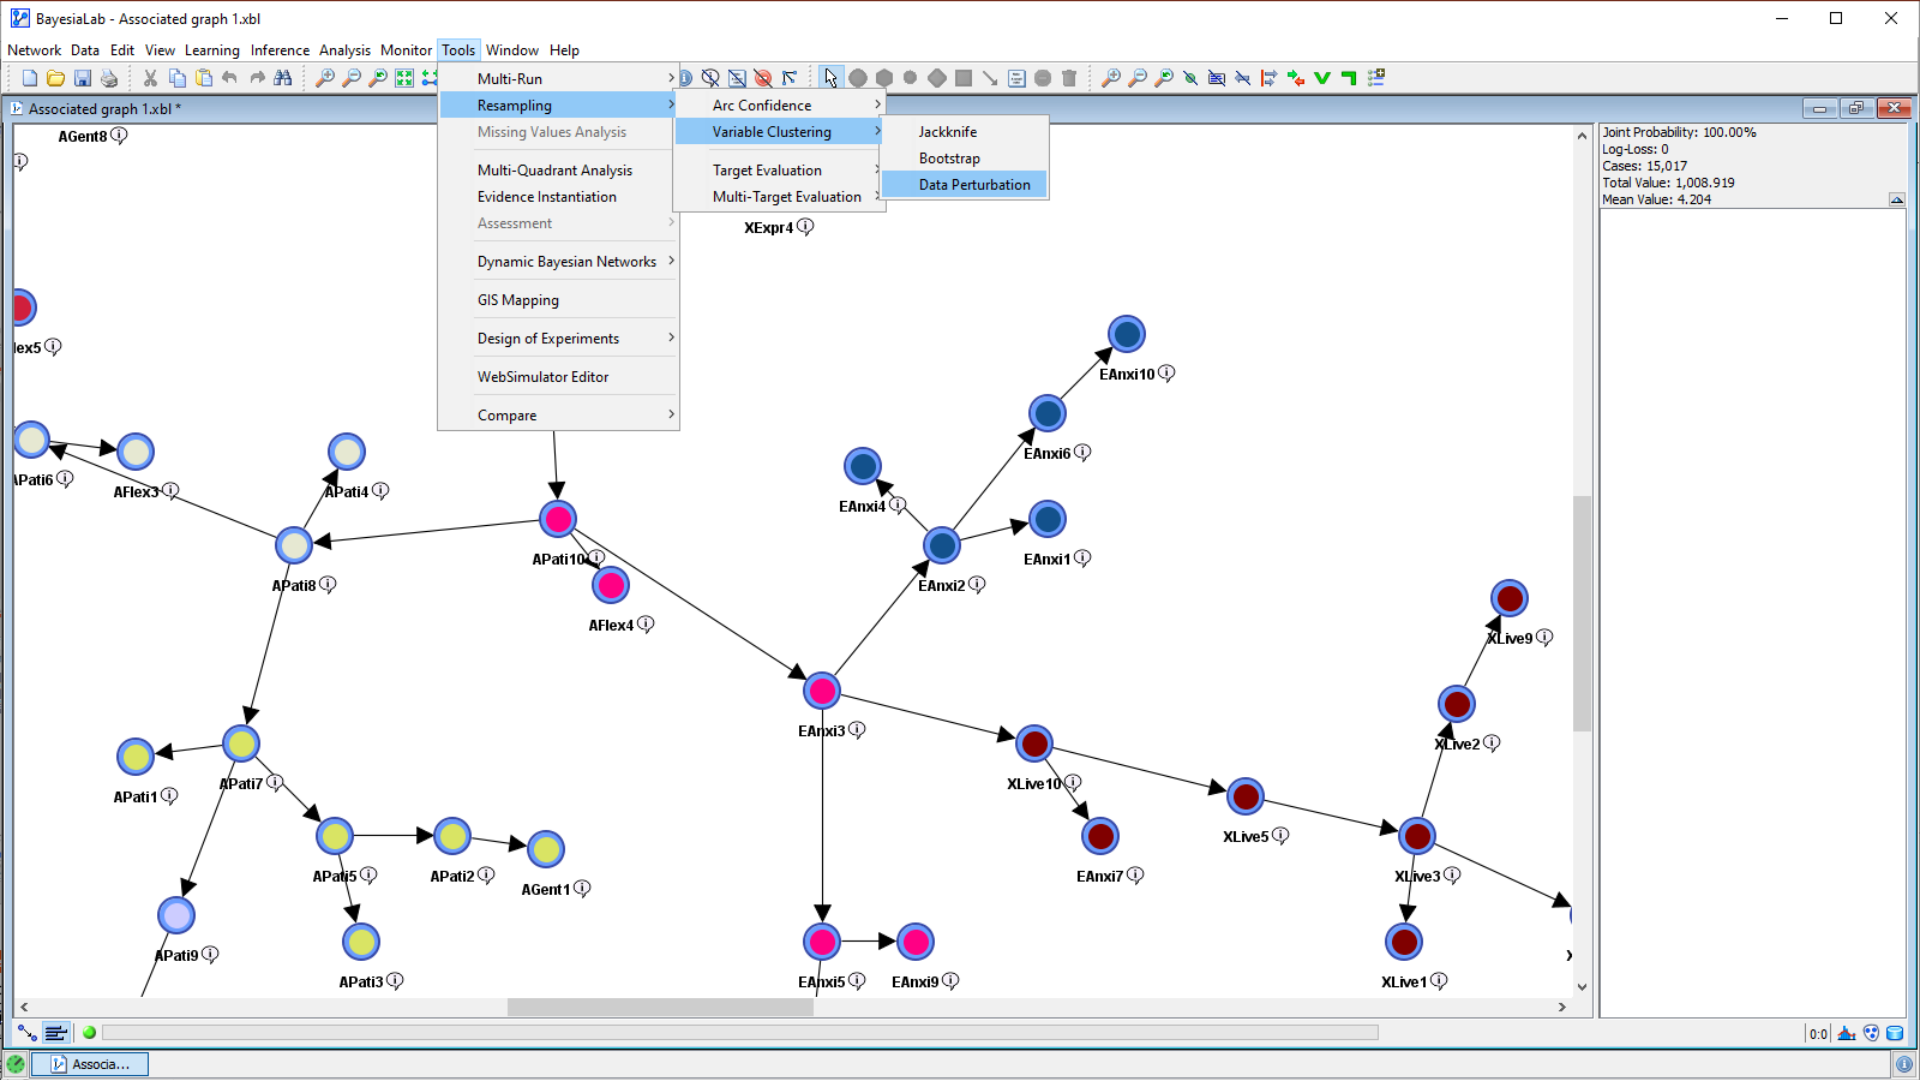 BayesiaLab - Associated graph 1.xbl
Network Data Edit View Learning Inference Analysis Monitor Tools Window Help
Associated graph 1.xbl *
Multi-Run
Resampling
Missing Values Analysis
Multi-Quadrant Analysis
Evidence Instantiation
Assessment
Dynamic Bayesian Networks
GIS Mapping
Design of Experiments
WebSimulator Editor
Compare
Arc Confidence
Variable Clustering
Target Evaluation
Multi-Target Evaluation
Jackknife
Bootstrap
Data Perturbation
Joint Probability: 100.00%
Log-Loss: 0
Cases: 15,017
Total Value: 1,008.919
Mean Value: 4.204
AGent8
XExpr4
lex5
EAnxi10
EAnxi6
APati6
AFlex3
APati4
EAnxi4
APati10
EAnxi1
APati8
EAnxi2
AFlex4
XLive9
EAnxi3
XLive2
APati1
APati7
XLive10
XLive5
APati5
APati2
AGent1
EAnxi7
XLive3
APati9
APati3
EAnxi5
EAnxi9
XLive1
0:0
Associa...